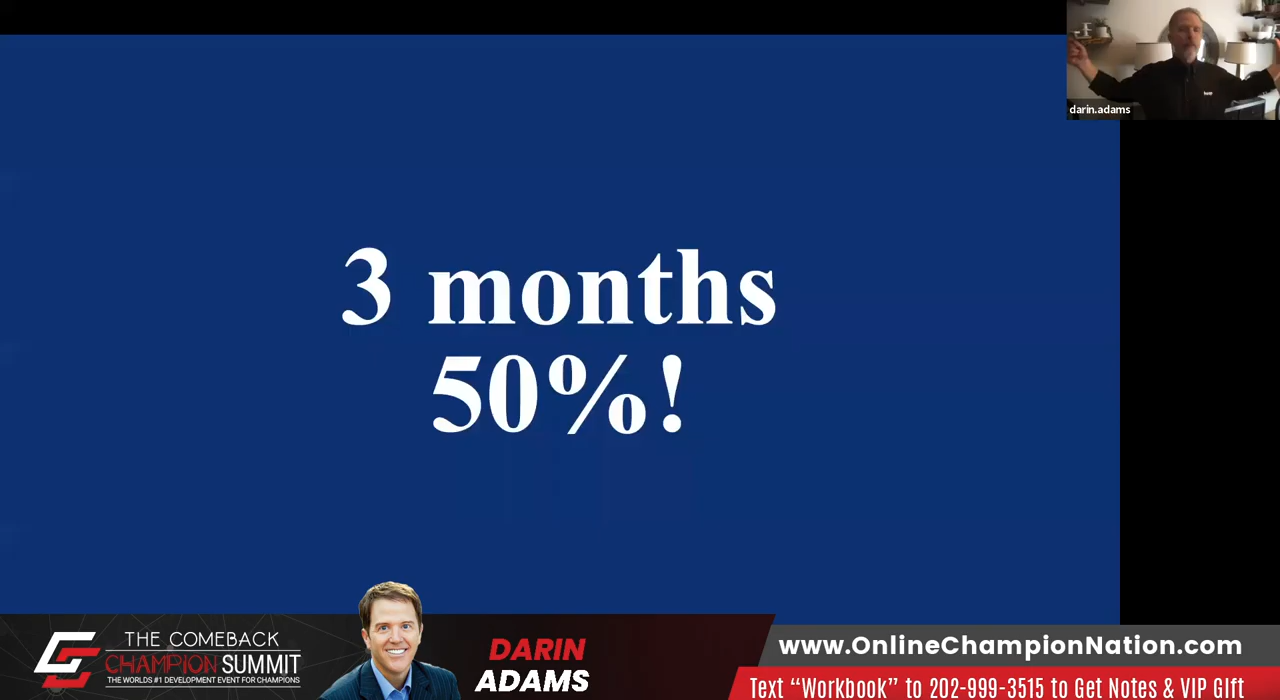 darin.adams
3 months
50%!
THE COMEBACK
CHAMPION SUMMIT
THE WORLDS #1 DEVELOPMENT EVENT FOR CHAMPIONS
DARIN
ADAMS
www.OnlineChampionNation.com
Text “Workbook” to 202-999-3515 to Get Notes & VIP GIft